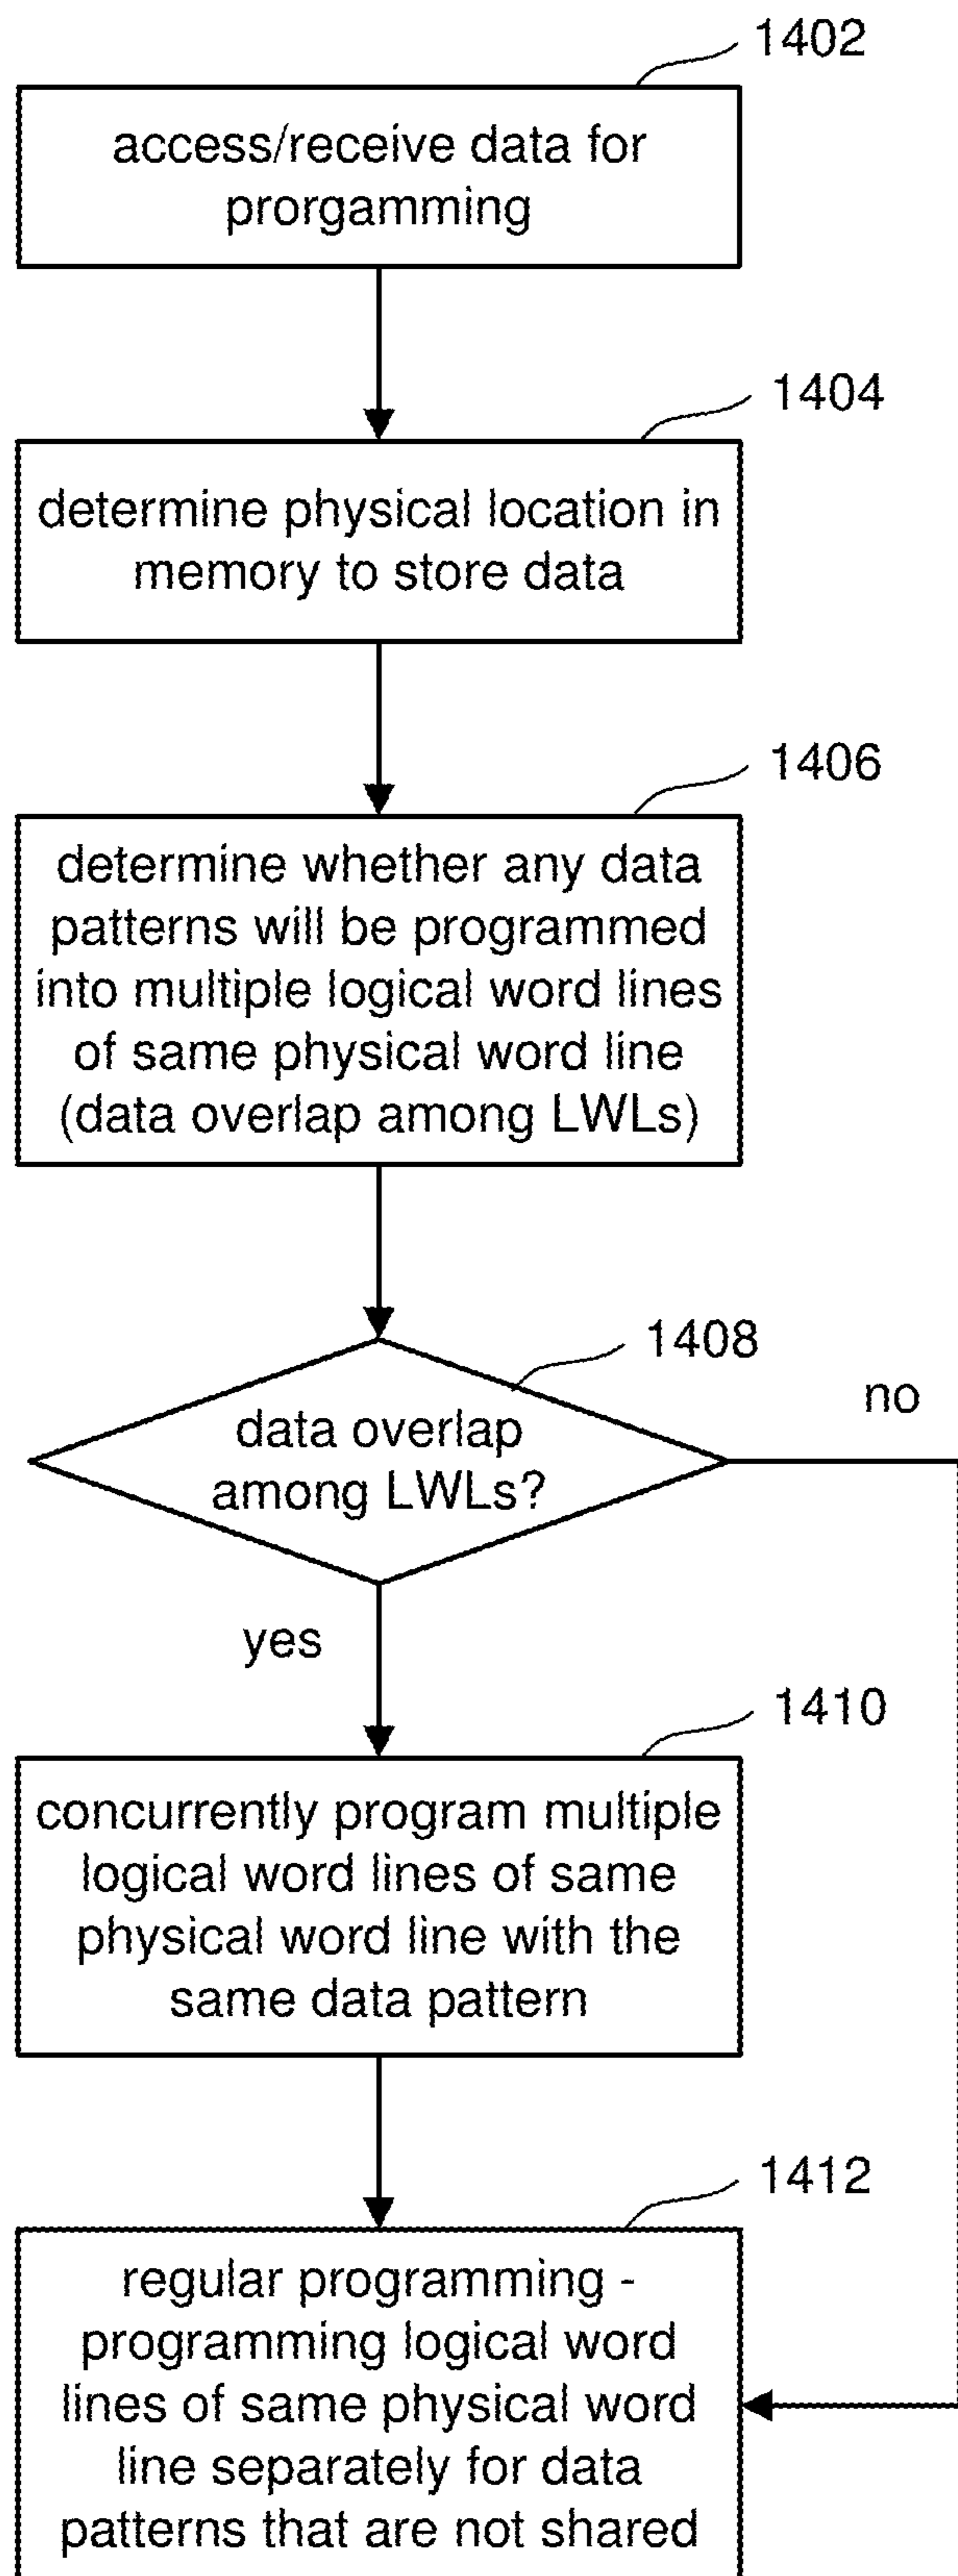 1402
access/receive data for
prorgamming
1404
determine physical location in
memory to store data
1406
determine whether any data
patterns will be programmed
into multiple logical word lines
of same physical word line
(data overlap among LWLs)
1408
data overlap
among LWLs?
no
yes
1410
concurrently program multiple
logical word lines of same
physical word line with the
same data pattern
1412
regular programming -
programming logical word
lines of same physical word
line separately for data
patterns that are not shared